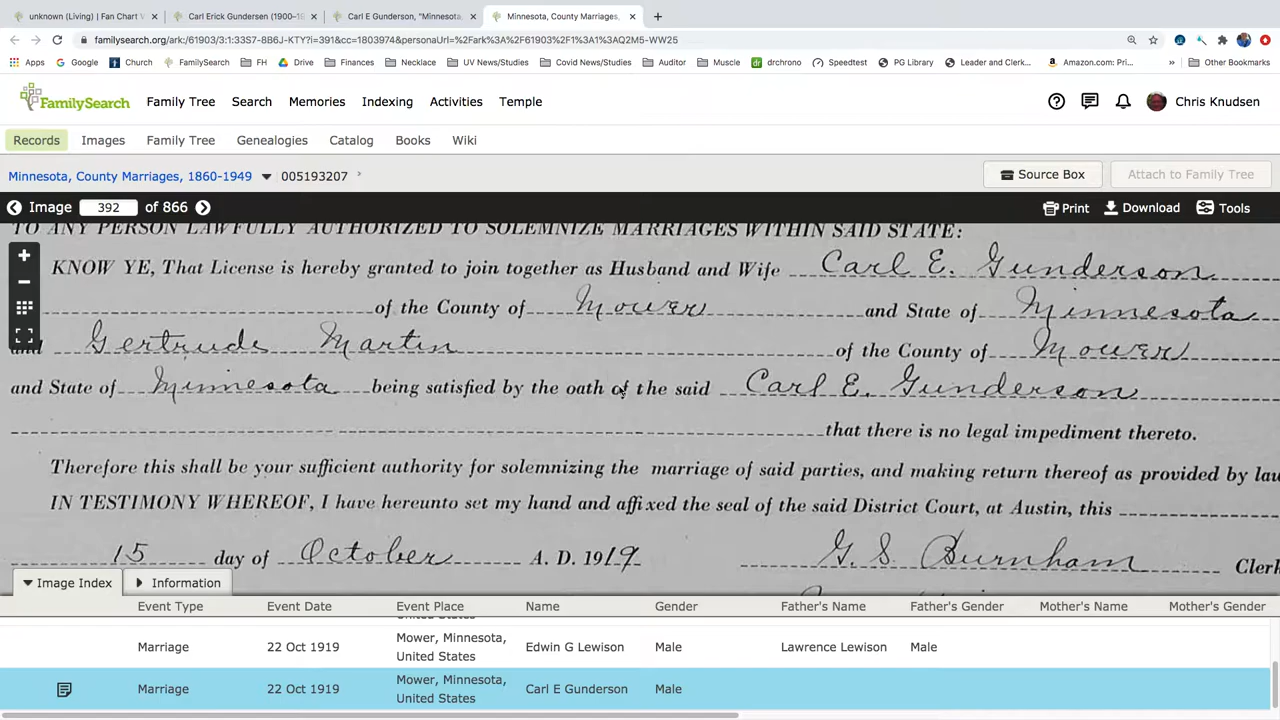 unknown (Living) | Fan Chart V
Carl Erick Gundersen (1900–19
Carl E Gunderson, "Minnesota,
Minnesota, County Marriages,
familysearch.org/ark:/61903/3:1:33S7-8B6J-KTY?i=391&cc=1803974&personaUrl=%2Fark%3A%2F61903%2F1%3A1%3AQ2M5-WW25
Apps Google Church FamilySearch FH Drive Finances Necklace UV News/Studies Covid News/Studies Auditor Muscle drchrono Speedtest PG Library Leader and Clerk... Amazon.com: Pri... » Other Bookmarks
FamilySearch Family Tree Search Memories Indexing Activities Temple Chris Knudsen
Records Images Family Tree Genealogies Catalog Books Wiki
Minnesota, County Marriages, 1860-1949 005193207 Source Box Attach to Family Tree
Image 392 of 866 Print Download Tools
TO ANY PERSON LAWFULLY AUTHORIZED TO SOLEMNIZE MARRIAGES WITHIN SAID STATE:
KNOW YE, That License is hereby granted to join together as Husband and Wife Carl E. Gunderson
of the County of Mower and State of Minnesota
and Gertrude Martin of the County of Mower
and State of Minnesota being satisfied by the oath of the said Carl E. Gunderson
that there is no legal impediment thereto.
Therefore this shall be your sufficient authority for solemnizing the marriage of said parties, and making return thereof as provided by law
IN TESTIMONY WHEREOF, I have hereunto set my hand and affixed the seal of the said District Court, at Austin, this
15 day of October A. D. 1919. G. S. Burnham Clerk
Image Index Information
Event Type Event Date Event Place Name Gender Father's Name Father's Gender Mother's Name Mother's Gender
United States
Marriage 22 Oct 1919 Mower, Minnesota, United States Edwin G Lewison Male Lawrence Lewison Male
Marriage 22 Oct 1919 Mower, Minnesota, United States Carl E Gunderson Male